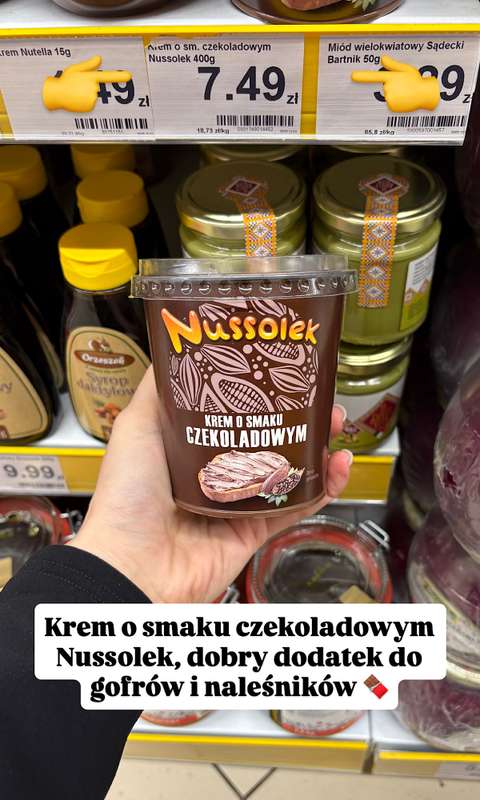 Krem Nutella 15g
49 zł
Krem o sm. czekoladowym
Nussolek 400g
7.49 zł
18,73 zł/kg
Miód wielokwiatowy Sądecki
Bartnik 50g
zł
65,8 zł/kg
Nussolek
KREM O SMAKU
CZEKOLADOWYM
Orzeszek
Syrop
daktylowy
9.99
Krem o smaku czekoladowym
Nussolek, dobry dodatek do
gofrów i naleśników 🍫